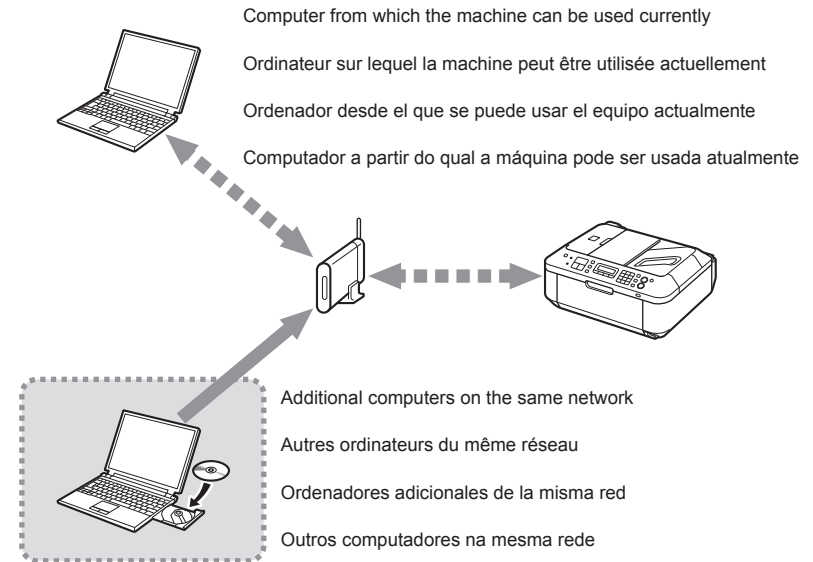 Computer from which the machine can be used currently
Ordinateur sur lequel la machine peut être utilisée actuellement
Ordenador desde el que se puede usar el equipo actualmente
Computador a partir do qual a máquina pode ser usada atualmente
Additional computers on the same network
Autres ordinateurs du même réseau
Ordenadores adicionales de la misma red
Outros computadores na mesma rede